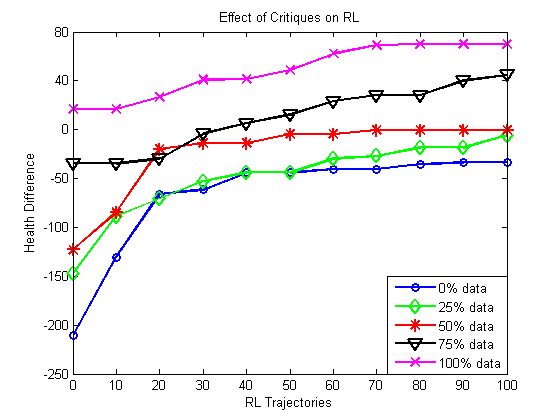 Effect of Critiques on RL
Health Difference
80
40
0
-50
-100
-150
-200
-250
0 10 20 30 40 50 60 70 80 90 100
RL Trajectories
0% data
25% data
50% data
75% data
100% data